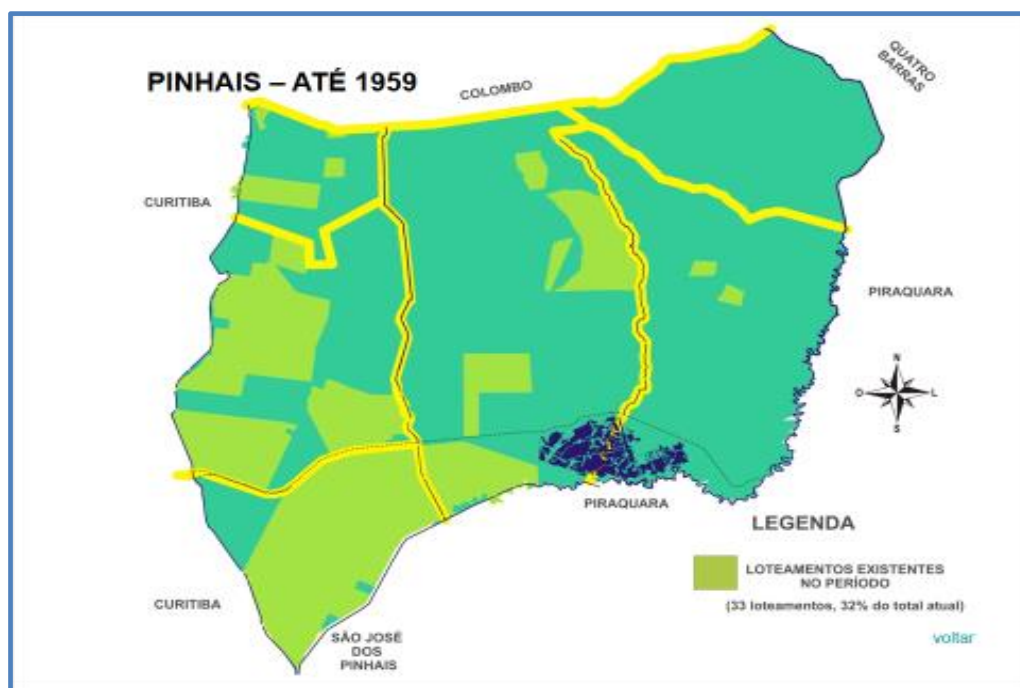 PINHAIS – ATÉ 1959
COLOMBO
QUATRO
BARRAS
CURITIBA
PIRAQUARA
N
O
L
S
PIRAQUARA
LEGENDA
LOTEAMENTOS EXISTENTES
NO PERÍODO
(33 loteamentos, 32% do total atual)
CURITIBA
SÃO JOSÉ
DOS
PINHAIS
voltar